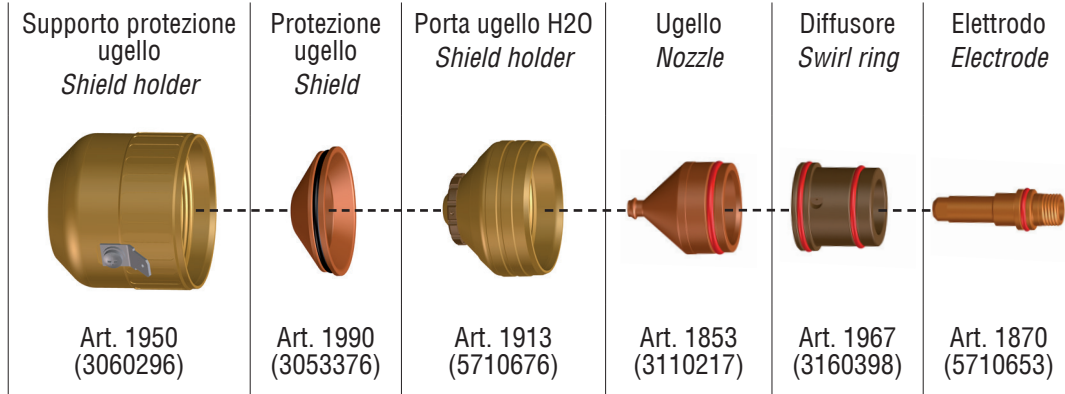 Supporto protezione
ugello
Shield holder
Protezione
ugello
Shield
Porta ugello H2O
Shield holder
Ugello
Nozzle
Diffusore
Swirl ring
Elettrodo
Electrode
Art. 1950
(3060296)
Art. 1990
(3053376)
Art. 1913
(5710676)
Art. 1853
(3110217)
Art. 1967
(3160398)
Art. 1870
(5710653)